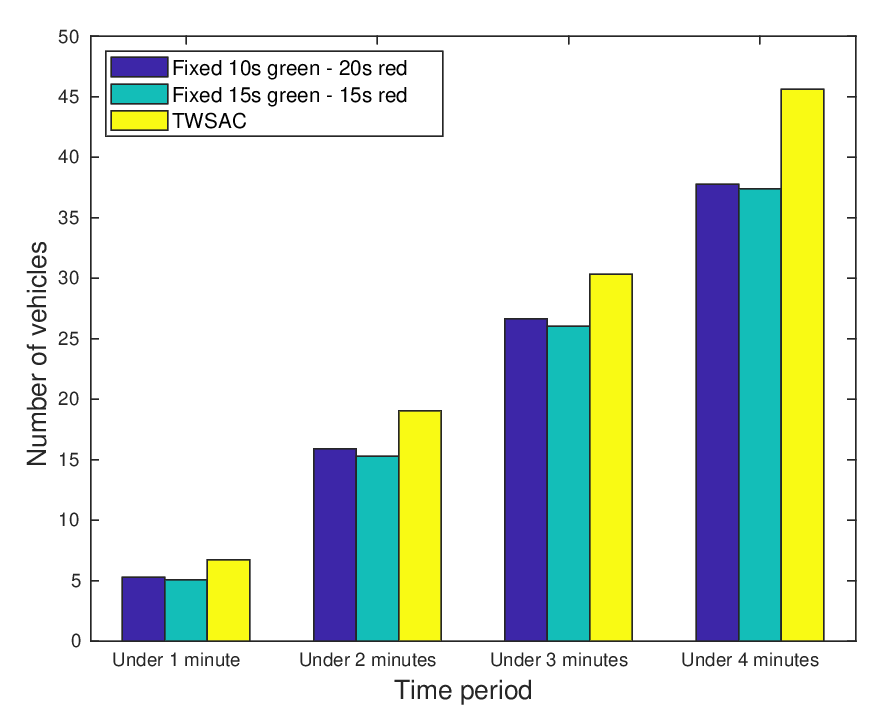 50
45
40
35
30
25
20
15
10
5
0
Number of vehicles
Fixed 10s green - 20s red
Fixed 15s green - 15s red
TWSAC
Under 1 minute
Under 2 minutes
Under 3 minutes
Under 4 minutes
Time period